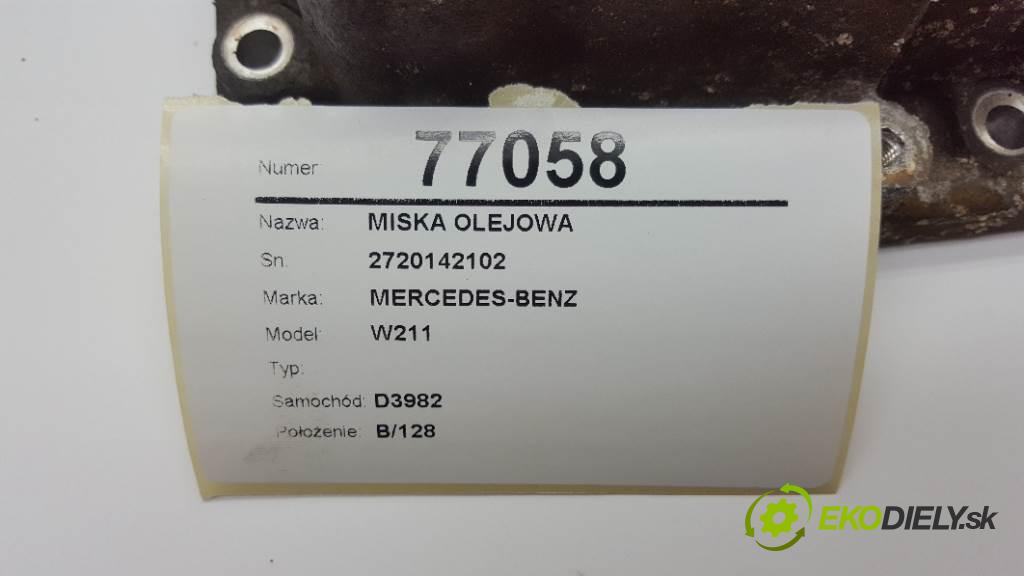 Numer: 77058
Nazwa: MISKA OLEJOWA
Sn. 2720142102
Marka: MERCEDES-BENZ
Model: W211
Typ:
Samochód: D3982
Położenie: B/128
EKODIELY.sk